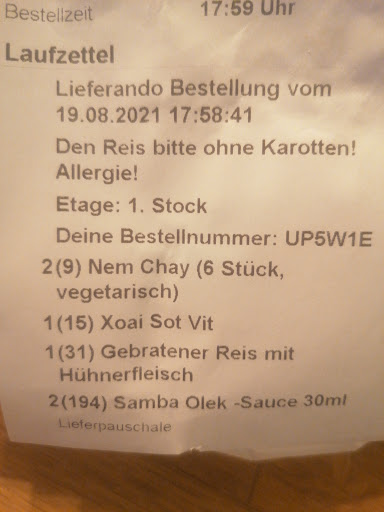 Bestellzeit 17:59 Uhr
Laufzettel
Lieferando Bestellung vom
19.08.2021 17:58:41
Den Reis bitte ohne Karotten!
Allergie!
Etage: 1. Stock
Deine Bestellnummer: UP5W1E
2(9) Nem Chay (6 Stück,
vegetarisch)
1(15) Xoai Sot Vit
1(31) Gebratener Reis mit
Hühnerfleisch
2(194) Samba Olek -Sauce 30ml
Lieferpauschale